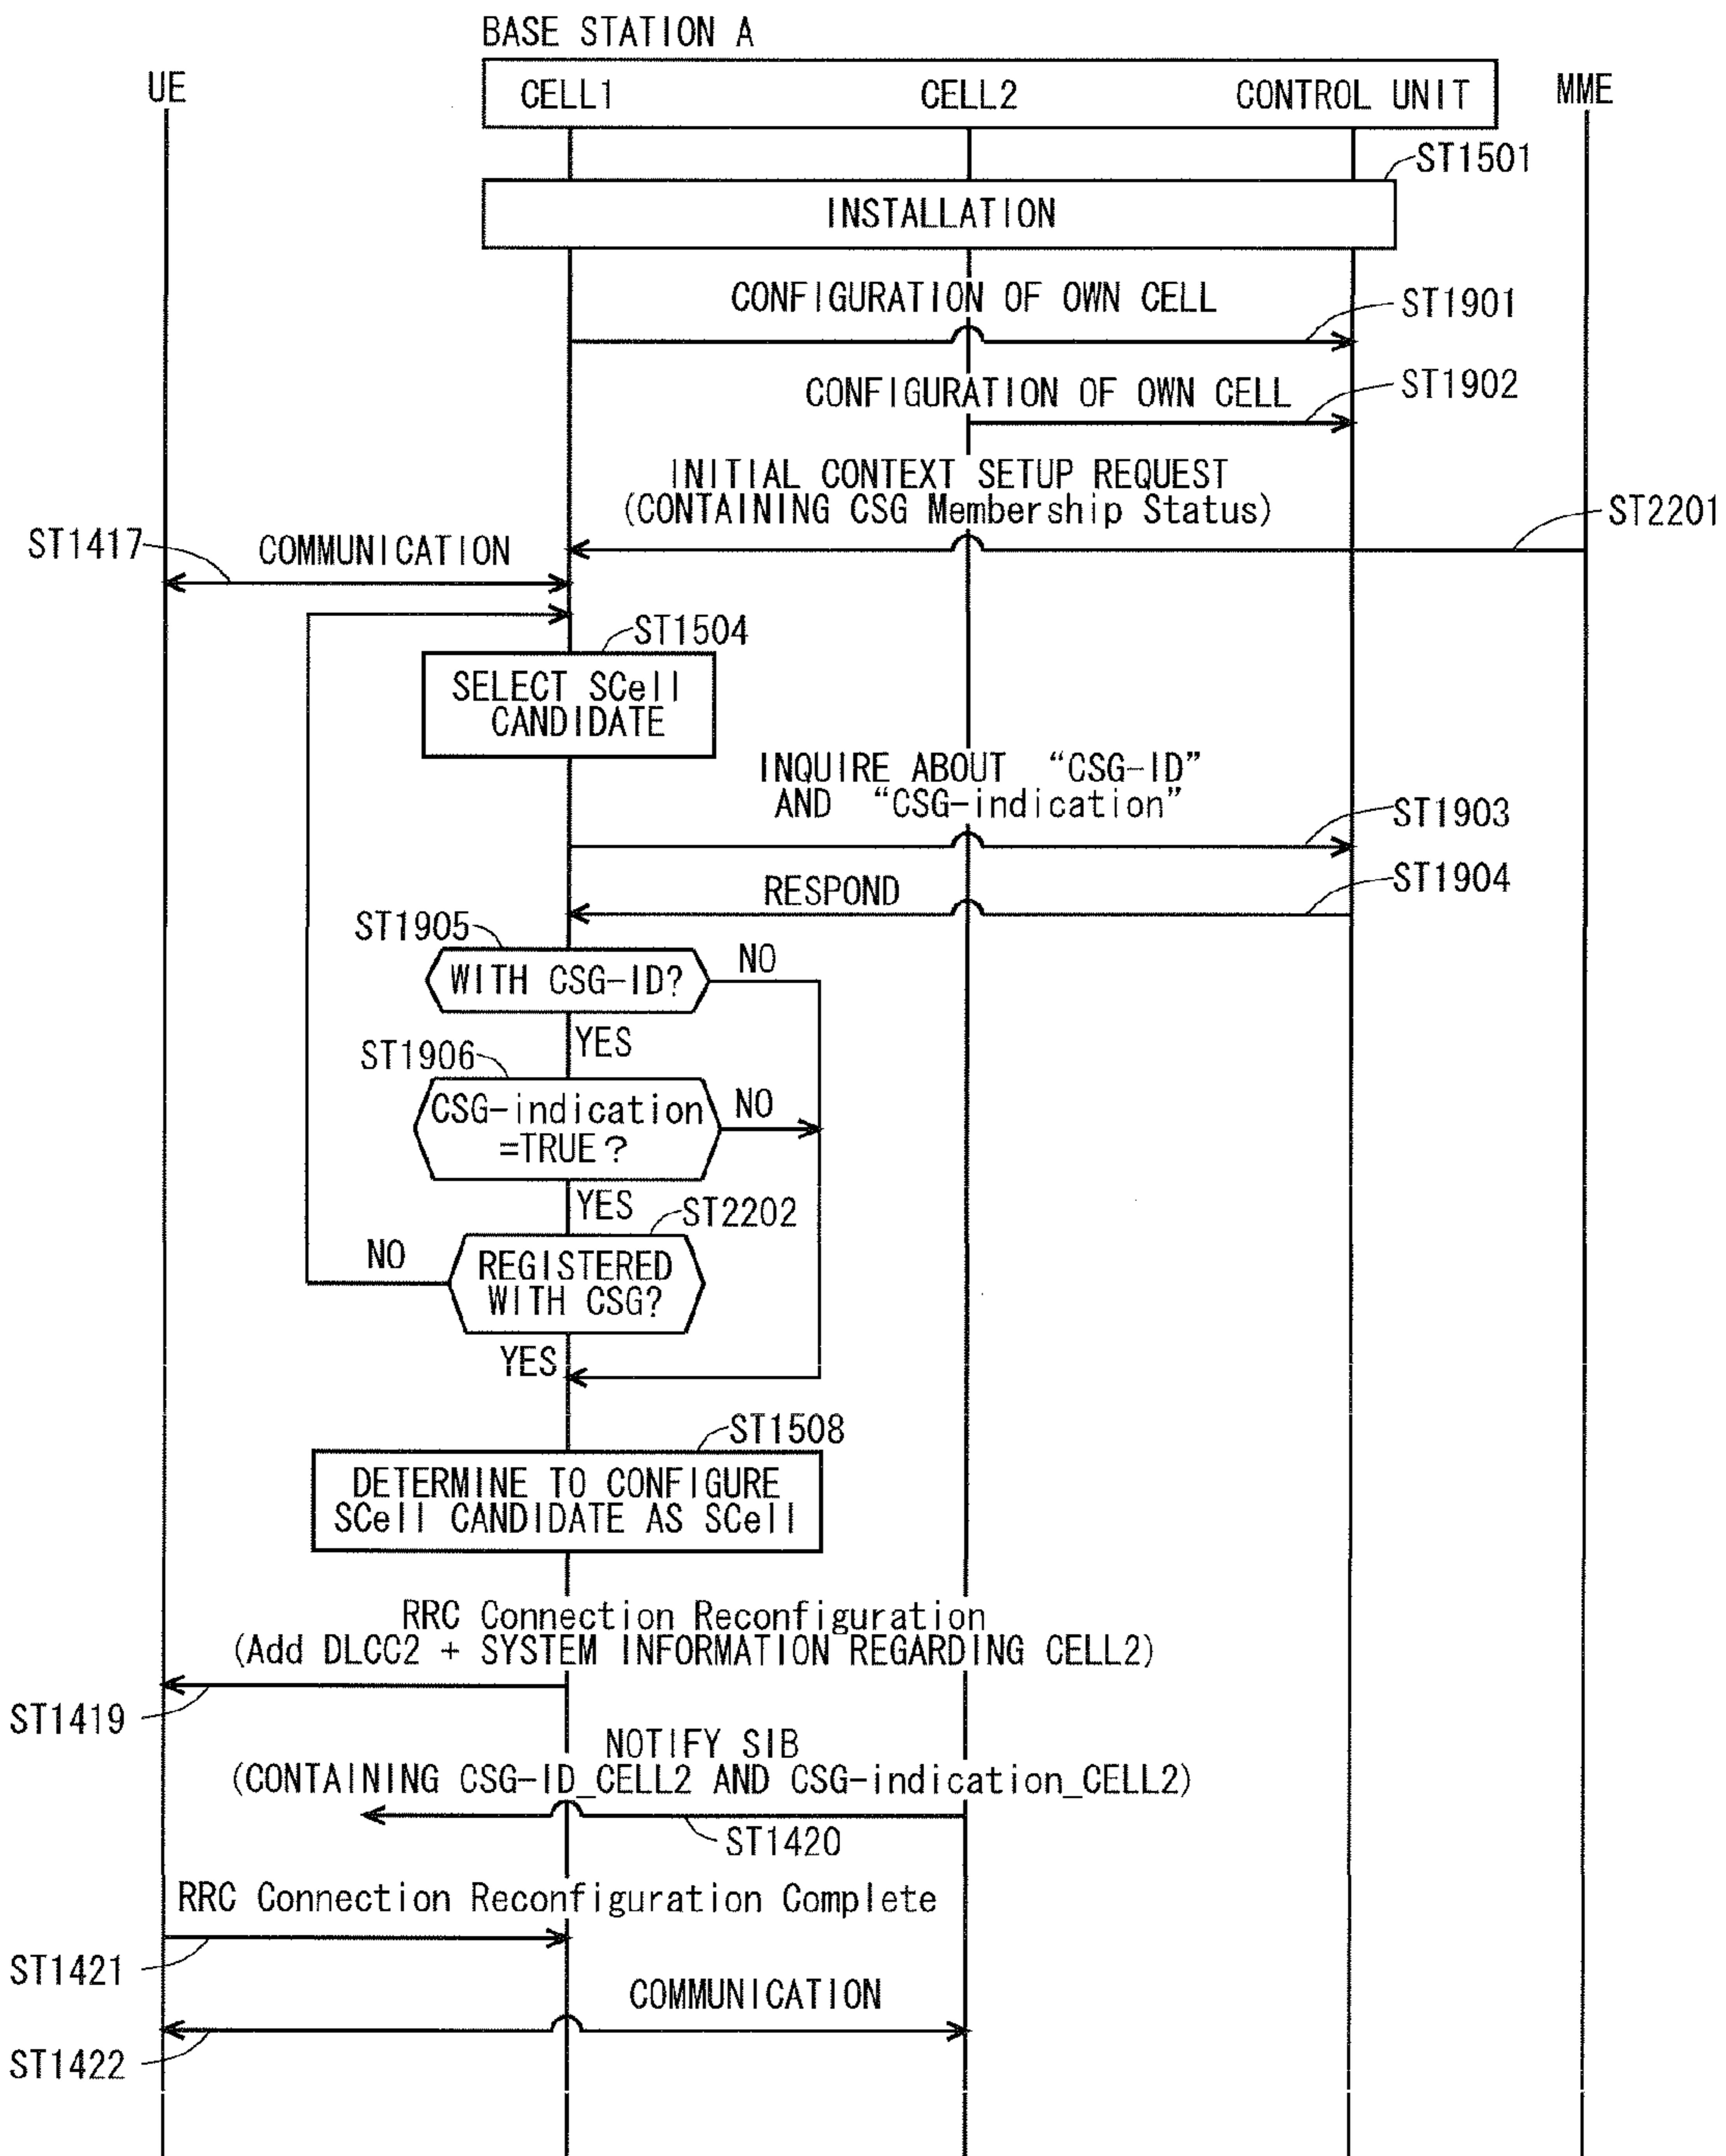 BASE STATION A
UE
CELL1
CELL2
CONTROL UNIT
MME
ST1501
INSTALLATION
CONFIGURATION OF OWN CELL
ST1901
CONFIGURATION OF OWN CELL
ST1902
INITIAL CONTEXT SETUP REQUEST
(CONTAINING CSG Membership Status)
ST2201
ST1417
COMMUNICATION
ST1504
SELECT SCell
CANDIDATE
INQUIRE ABOUT “CSG-ID”
AND “CSG-indication”
ST1903
RESPOND
ST1904
ST1905
WITH CSG-ID?
NO
YES
ST1906
CSG-indication
=TRUE?
NO
YES
ST2202
NO
REGISTERED
WITH CSG?
YES
ST1508
DETERMINE TO CONFIGURE
SCell CANDIDATE AS SCell
RRC Connection Reconfiguration
(Add DLCC2 + SYSTEM INFORMATION REGARDING CELL2)
ST1419
NOTIFY SIB
(CONTAINING CSG-ID_CELL2 AND CSG-indication_CELL2)
ST1420
RRC Connection Reconfiguration Complete
ST1421
COMMUNICATION
ST1422